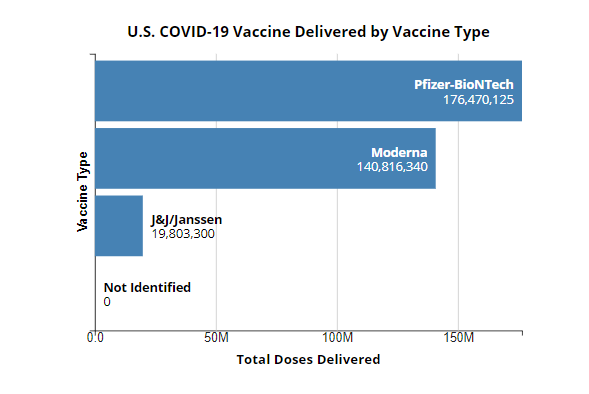 U.S. COVID-19 Vaccine Delivered by Vaccine Type
Vaccine Type
Pfizer-BioNTech
176,470,125
Moderna
140,816,340
J&J/Janssen
19,803,300
Not Identified
0
0.0 50M 100M 150M
Total Doses Delivered